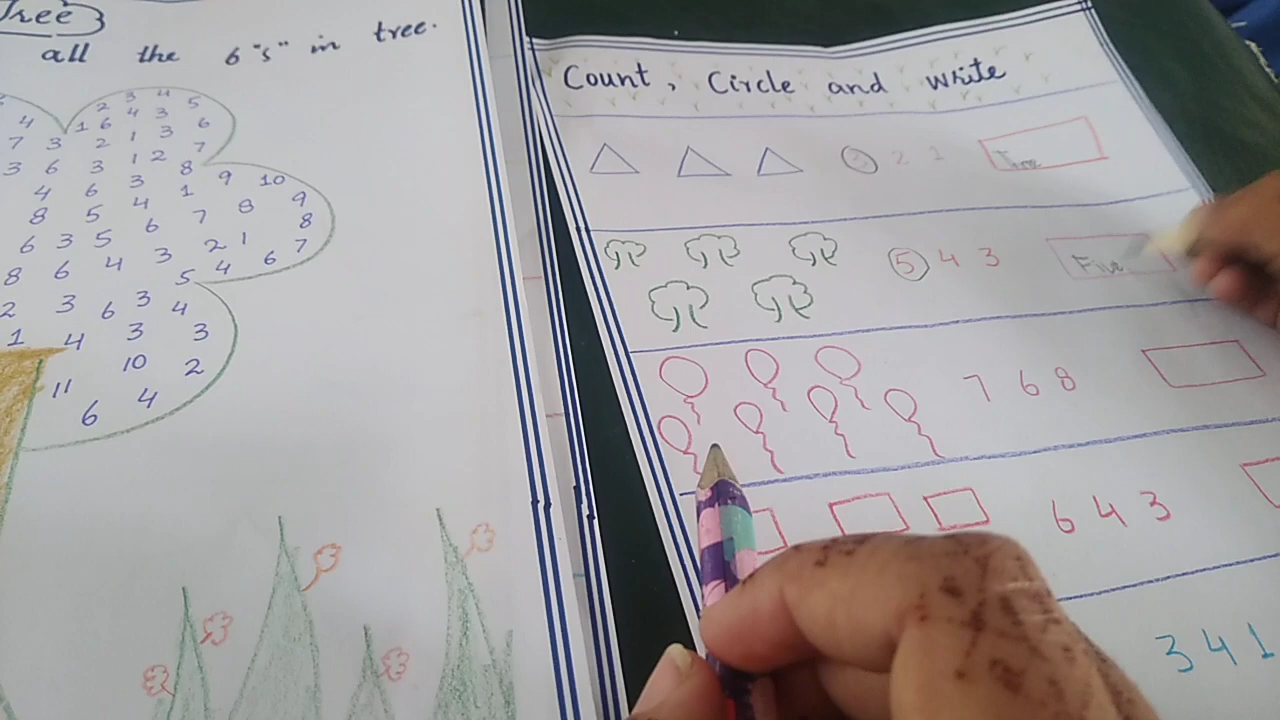 Tree
all the 6 "s" in tree.
2 3 4 5
4 1 6 4 3 6
7 3 2 1 3 7
3 6 3 1 2 8 9 10
4 6 3 1 8 9
8 5 4 7 8
6 3 5 6 2 1 7
8 6 4 3 5 4 6
2 3 6 3 4
1 4 3 3
11 10 2
6 4
Count, Circle and write
3 2 1
5 4 3 Five
7 6 8
6 4 3
3 4 1